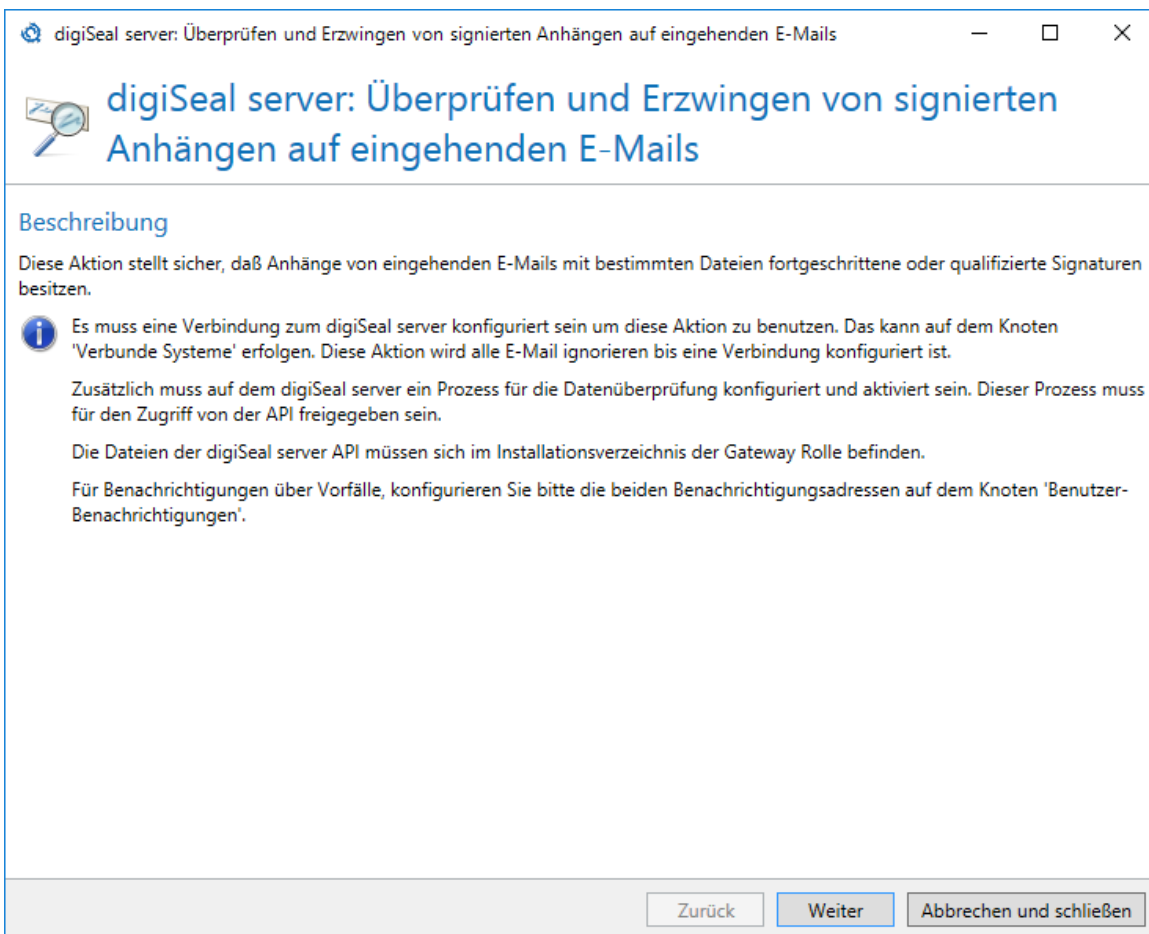 digiSeal server: Überprüfen und Erzwingen von signierten Anhängen auf eingehenden E-Mails
digiSeal server: Überprüfen und Erzwingen von signierten
Anhängen auf eingehenden E-Mails
Beschreibung
Diese Aktion stellt sicher, daß Anhänge von eingehenden E-Mails mit bestimmten Dateien fortgeschrittene oder qualifizierte Signaturen
besitzen.
Es muss eine Verbindung zum digiSeal server konfiguriert sein um diese Aktion zu benutzen. Das kann auf dem Knoten
'Verbunde Systeme' erfolgen. Diese Aktion wird alle E-Mail ignorieren bis eine Verbindung konfiguriert ist.
Zusätzlich muss auf dem digiSeal server ein Prozess für die Datenüberprüfung konfiguriert und aktiviert sein. Dieser Prozess muss
für den Zugriff von der API freigegeben sein.
Die Dateien der digiSeal server API müssen sich im Installationsverzeichnis der Gateway Rolle befinden.
Für Benachrichtigungen über Vorfälle, konfigurieren Sie bitte die beiden Benachrichtigungsadressen auf dem Knoten 'Benutzer-
Benachrichtigungen'.
Zurück Weiter Abbrechen und schließen